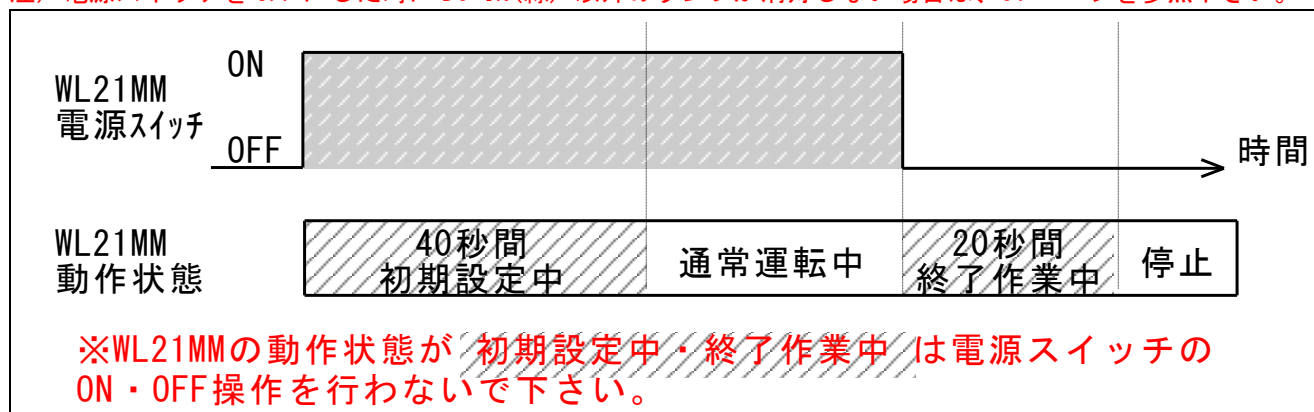 ON
WL21MM
電源スイッチ
OFF
時間
WL21MM
動作状態
40秒間
初期設定中
通常運転中
20秒間
終了作業中
停止
※WL21MMの動作状態が初期設定中・終了作業中は電源スイッチの
ON・OFF操作を行わないで下さい。